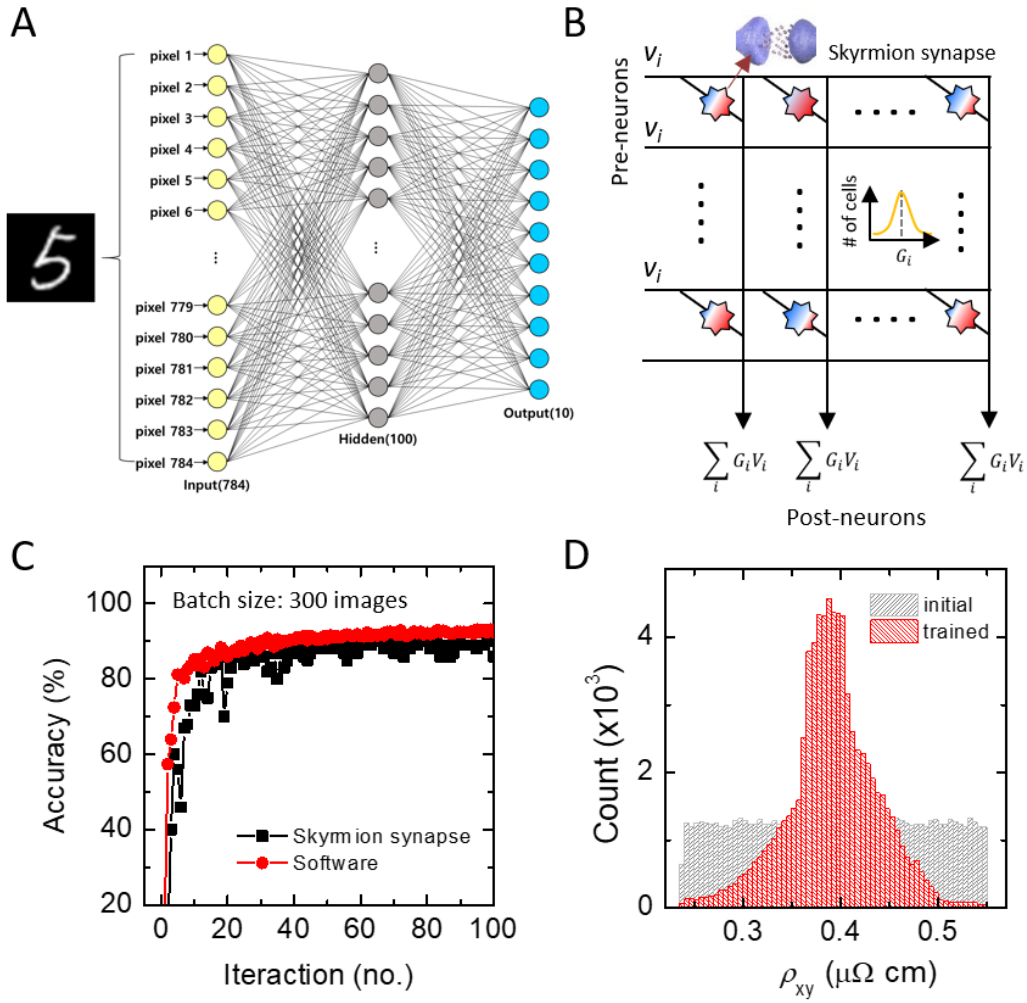 A
pixel 1
pixel 2
pixel 3
pixel 4
pixel 5
pixel 6
...
pixel 779
pixel 780
pixel 781
pixel 782
pixel 783
pixel 784
Input(784)
Hidden(100)
Output(10)
5
B
Skyrmion synapse
Pre-neurons
V_i
V_i
V_i
# of cells
G_i
∑_i G_i V_i
∑_i G_i V_i
∑_i G_i V_i
Post-neurons
C
Batch size: 300 images
Accuracy (%)
100
80
60
40
20
Skyrmion synapse
Software
0 20 40 60 80 100
Iteraction (no.)
D
initial
trained
Count (x10³)
4
2
0
0.3 0.4 0.5
ρ_xy (μΩ cm)